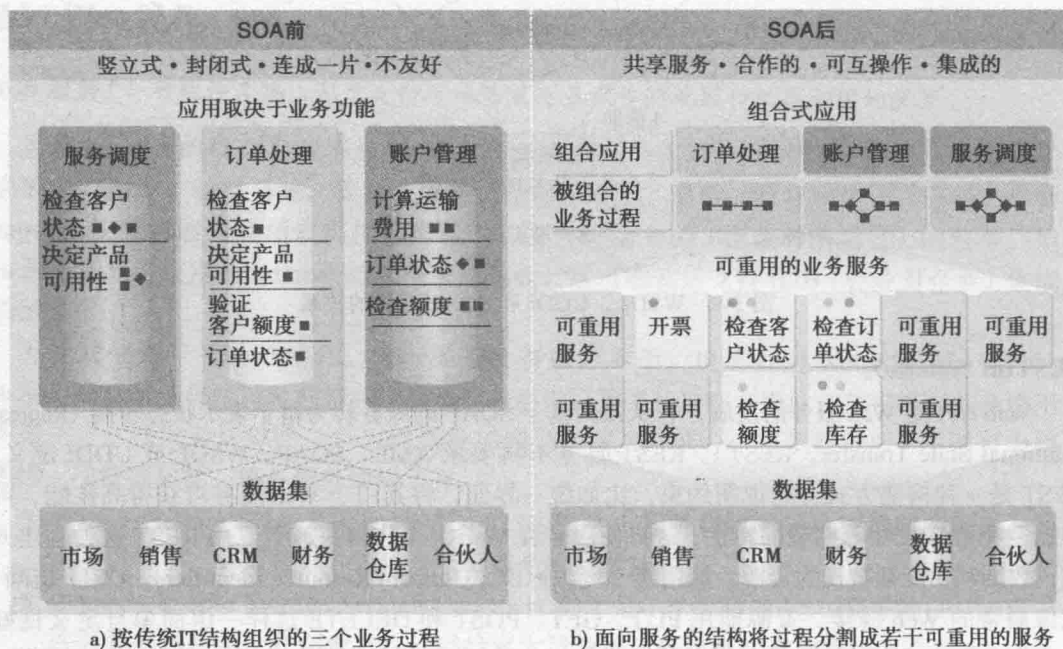 SOA前
竖立式·封闭式·连成一片·不友好
应用取决于业务功能
服务调度
订单处理
账户管理
检查客户
状态
决定产品
可用性
检查客户
状态
决定产品
可用性
验证
客户额度
订单状态
计算运输
费用
订单状态
检查额度
数据集
市场
销售
CRM
财务
数据
仓库
合伙人
a) 按传统IT结构组织的三个业务过程
SOA后
共享服务·合作的·可互操作·集成的
组合式应用
组合应用
订单处理
账户管理
服务调度
被组合的
业务过程
可重用的业务服务
可重用
服务
开票
检查客
户状态
检查订
单状态
可重用
服务
可重用
服务
可重用
服务
可重用
服务
检查
额度
检查
库存
可重用
服务
数据集
市场
销售
CRM
财务
数据
仓库
合伙人
b) 面向服务的结构将过程分割成若干可重用的服务